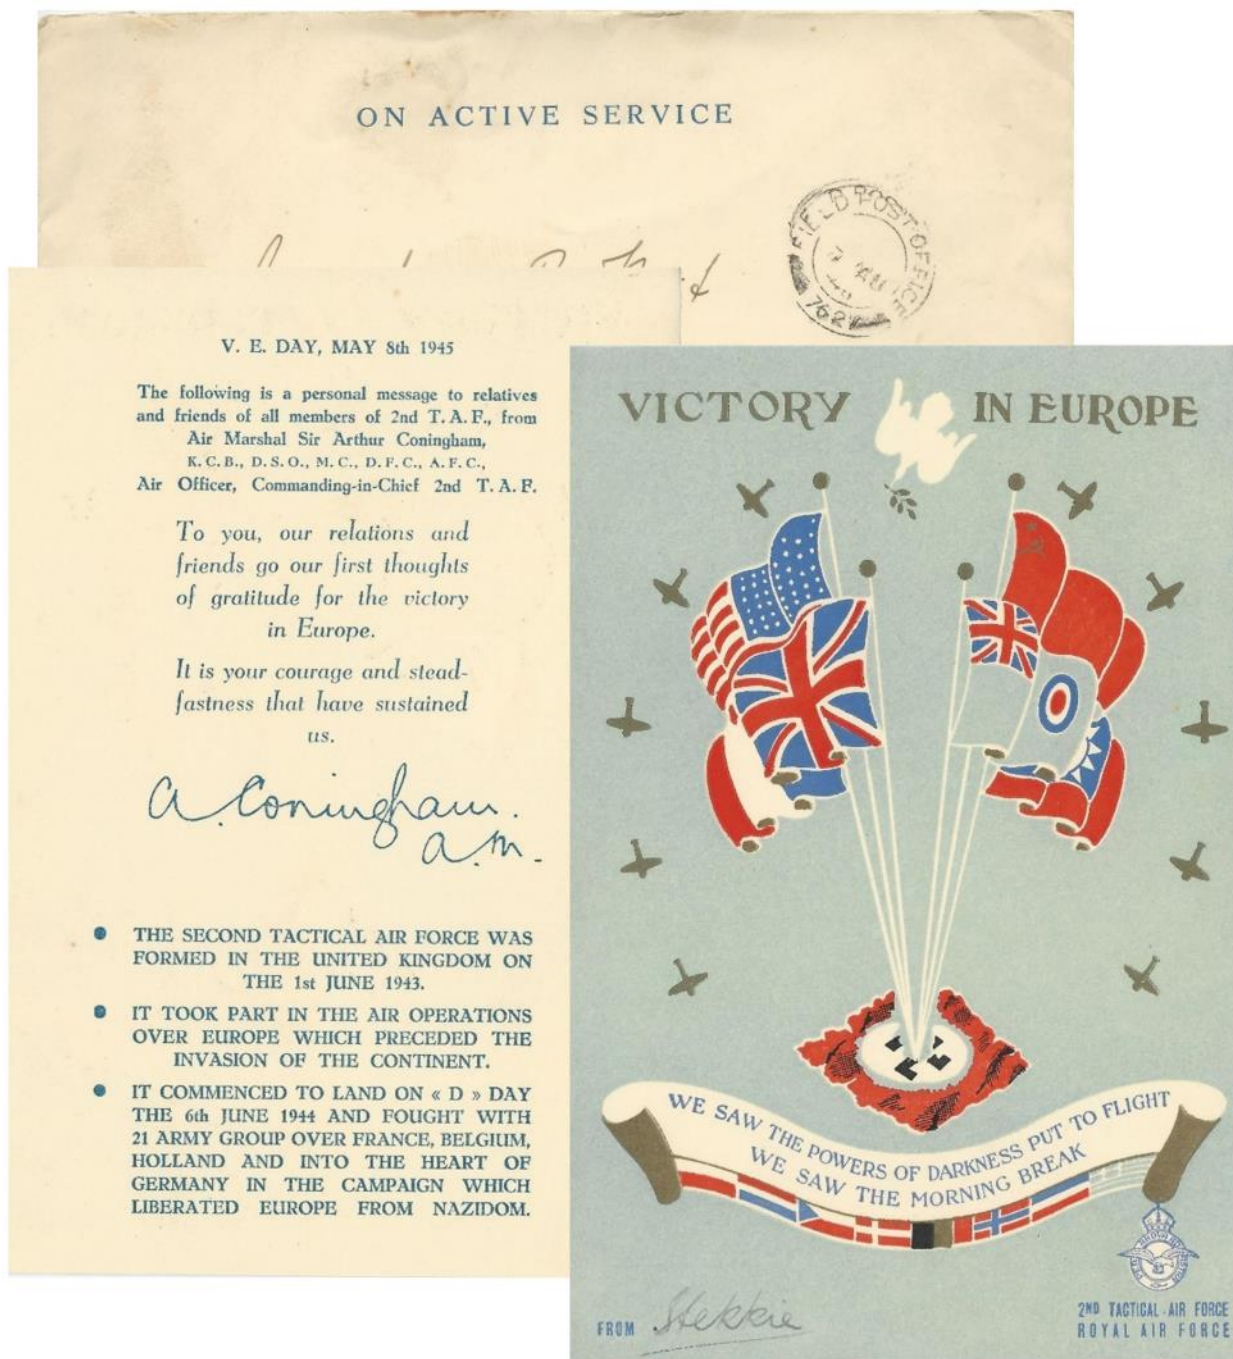 ON ACTIVE SERVICE
FIELD POST OFFICE
762
V. E. DAY, MAY 8th 1945
The following is a personal message to relatives
and friends of all members of 2nd T. A. F., from
Air Marshal Sir Arthur Coningham,
K. C. B., D. S. O., M. C., D. F. C., A. F. C.,
Air Officer, Commanding-in-Chief 2nd T. A. F.
To you, our relations and
friends go our first thoughts
of gratitude for the victory
in Europe.
It is your courage and stead-
fastness that have sustained
us.
A. Coningham.
A.M.
THE SECOND TACTICAL AIR FORCE WAS
FORMED IN THE UNITED KINGDOM ON
THE 1st JUNE 1943.
IT TOOK PART IN THE AIR OPERATIONS
OVER EUROPE WHICH PRECEDED THE
INVASION OF THE CONTINENT.
IT COMMENCED TO LAND ON « D » DAY
THE 6th JUNE 1944 AND FOUGHT WITH
21 ARMY GROUP OVER FRANCE, BELGIUM,
HOLLAND AND INTO THE HEART OF
GERMANY IN THE CAMPAIGN WHICH
LIBERATED EUROPE FROM NAZIDOM.
VICTORY IN EUROPE
WE SAW THE POWERS OF DARKNESS PUT TO FLIGHT
WE SAW THE MORNING BREAK
2ND TACTICAL · AIR FORCE
ROYAL AIR FORCE
FROM Stekkie